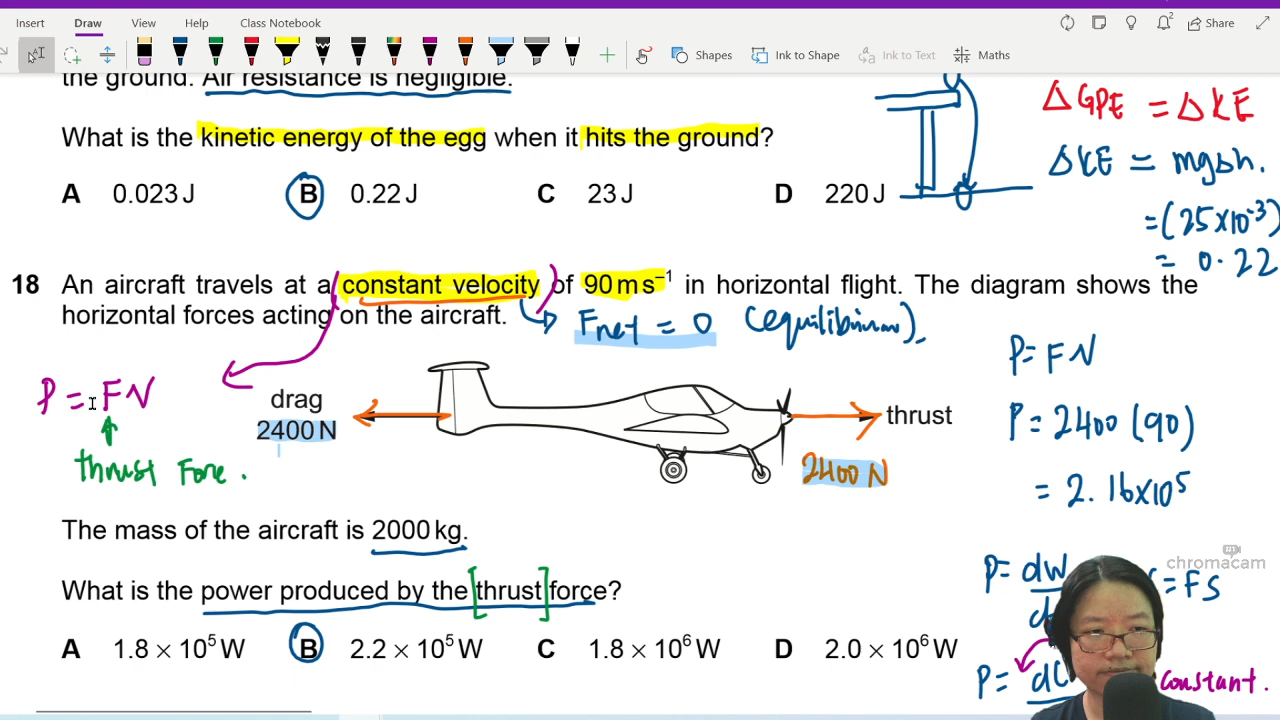 Insert Draw View Help Class Notebook Share
Shapes Ink to Shape Ink to Text Maths
the ground. Air resistance is negligible.
What is the kinetic energy of the egg when it hits the ground?
A 0.023 J B 0.22 J C 23 J D 220 J
ΔGPE = ΔKE
ΔKE = mgΔh.
= (25×10⁻³)
= 0.22
18 An aircraft travels at a constant velocity of 90 m s⁻¹ in horizontal flight. The diagram shows the
horizontal forces acting on the aircraft.
Fnet = 0 (equilibrium).
P = FV
thrust Force.
drag
2400 N
thrust
2400 N
P = FV
P = 2400 (90)
= 2.16×10⁵
The mass of the aircraft is 2000 kg.
What is the power produced by the [thrust] force?
A 1.8 × 10⁵ W B 2.2 × 10⁵ W C 1.8 × 10⁶ W D 2.0 × 10⁶ W
chromacam
P = dW
= Fs
P =
constant.